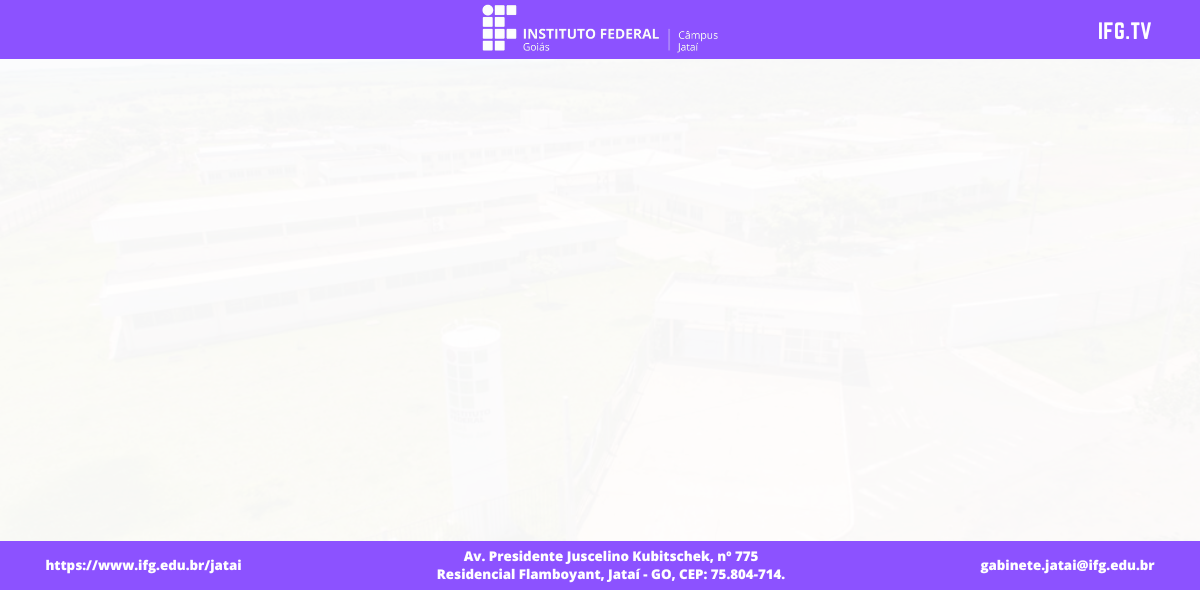 INSTITUTO FEDERAL
Goiás
Câmpus
Jataí
IFG.TV
https://www.ifg.edu.br/jatai
Av. Presidente Juscelino Kubitschek, nº 775
Residencial Flamboyant, Jataí - GO, CEP: 75.804-714.
gabinete.jatai@ifg.edu.br